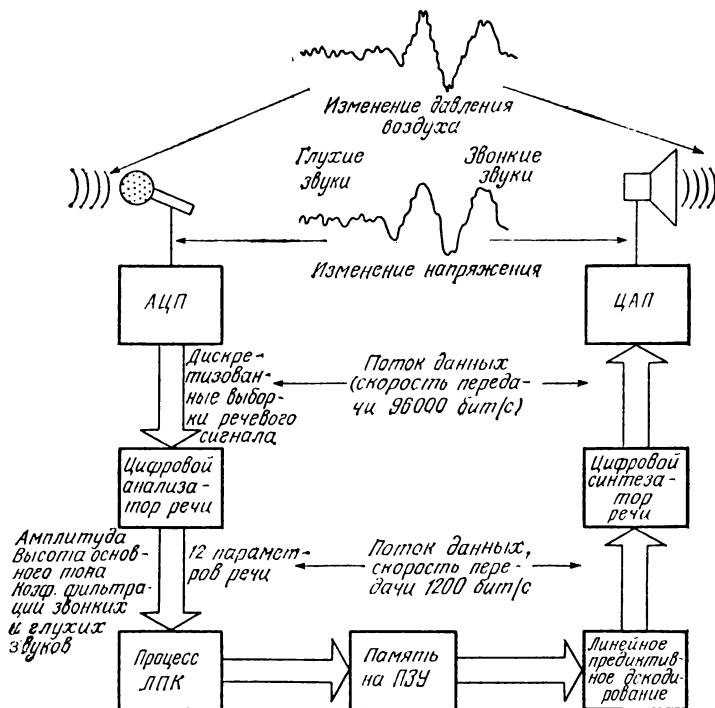 Изменение давления
воздуха
Глухие
звуки
Звонкие
звуки
Изменение напряжения
АЦП
ЦАП
Дискре-
тизован-
ные выбор-
ки речевого
сигнала
Поток данных
(скорость переда-
чи 96000 бит/с)
Цифровой
анализа-
тор речи
Цифровой
синтеза-
тор
речи
Амплитуда
Высота основ-
ного тона
Коэф. фильтра-
ций звонких
и глухих
звуков
12 парамет-
ров речи
Поток данных,
скорость пере-
дачи 1200 бит/с
Процесс
ЛПК
Память
на ПЗУ
Линейное
предиктив-
ное дскоди-
рование